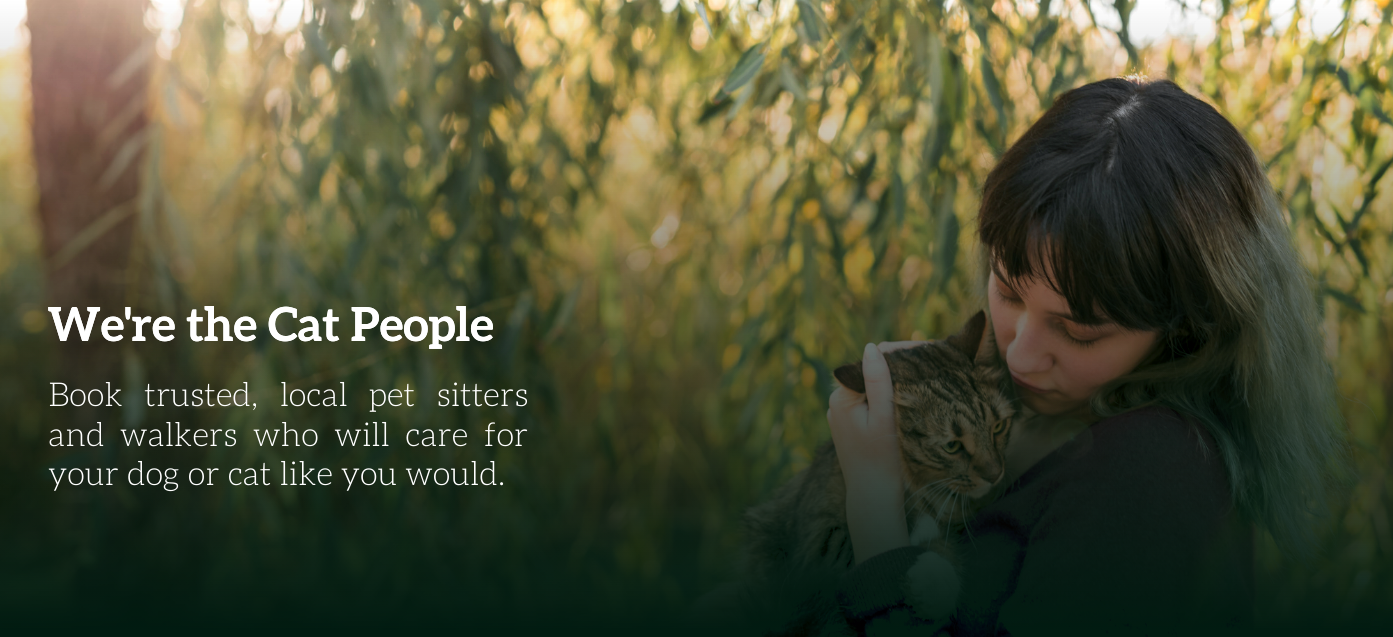 We're the Cat People
Book trusted, local pet sitters
and walkers who will care for
your dog or cat like you would.